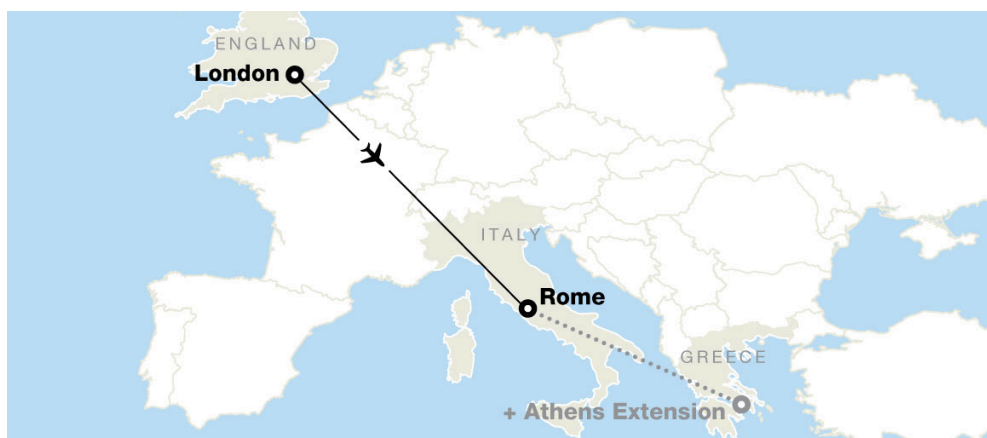 ENGLAND
London
ITALY
Rome
GREECE
+ Athens Extension